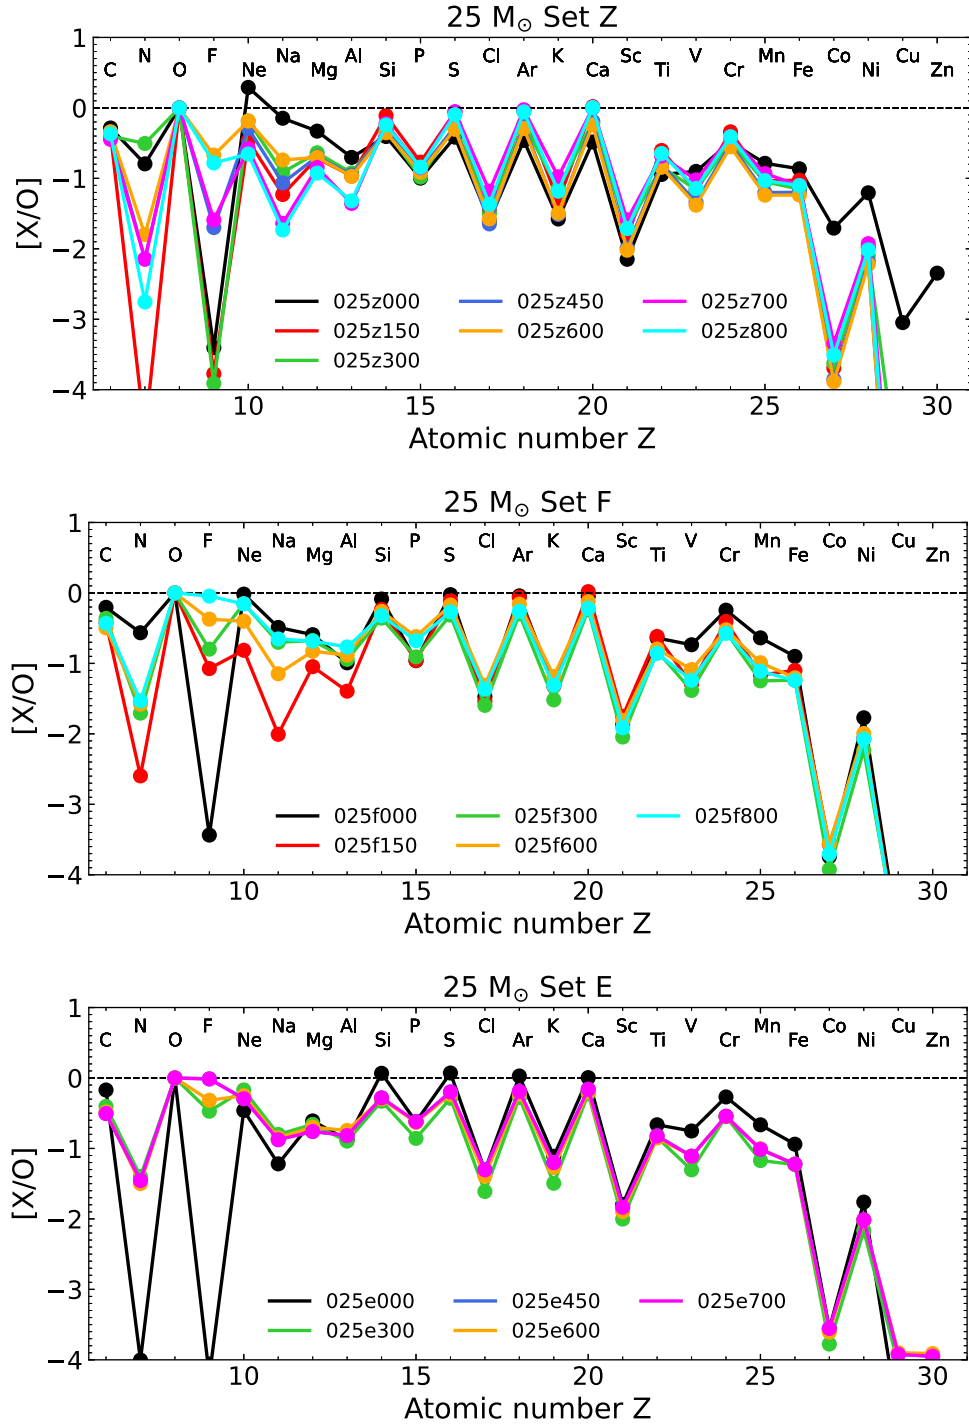 25 M⊙ Set Z
C N O F Ne Na Mg Al Si P S Cl Ar K Ca Sc Ti V Cr Mn Fe Co Ni Cu Zn
1
0
−1
−2
−3
−4
[X/O]
025z000 025z450 025z700
025z150 025z600 025z800
025z300
10 15 20 25 30
Atomic number Z
25 M⊙ Set F
C N O F Ne Na Mg Al Si P S Cl Ar K Ca Sc Ti V Cr Mn Fe Co Ni Cu Zn
1
0
−1
−2
−3
−4
[X/O]
025f000 025f300 025f800
025f150 025f600
10 15 20 25 30
Atomic number Z
25 M⊙ Set E
C N O F Ne Na Mg Al Si P S Cl Ar K Ca Sc Ti V Cr Mn Fe Co Ni Cu Zn
1
0
−1
−2
−3
−4
[X/O]
025e000 025e450 025e700
025e300 025e600
10 15 20 25 30
Atomic number Z